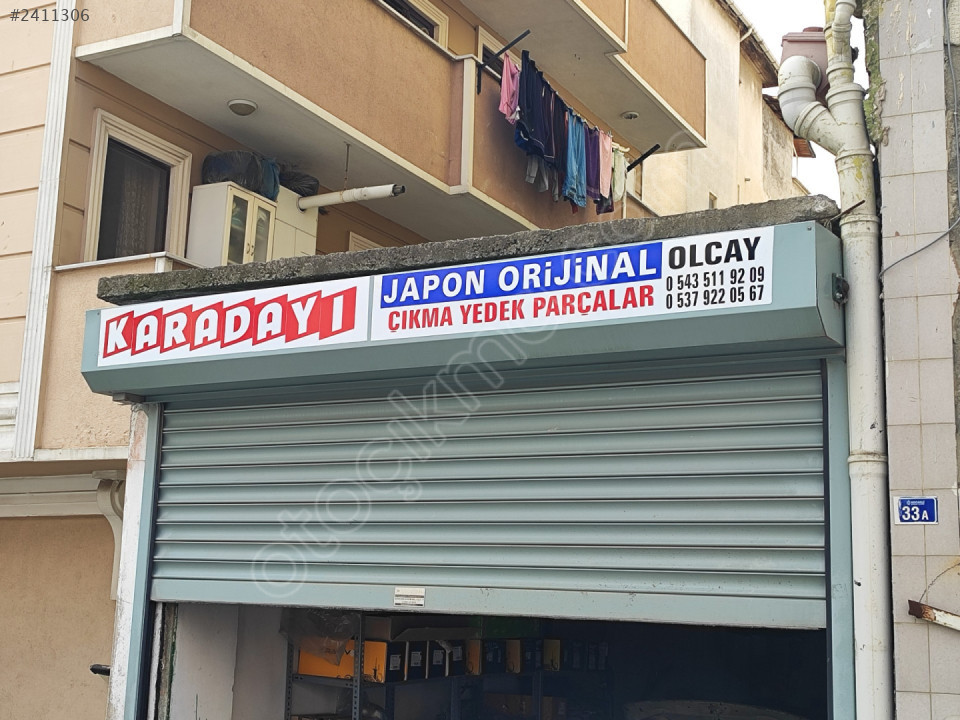 #2411306
KARADAYI
JAPON ORİJİNAL
ÇIKMA YEDEK PARÇALAR
OLCAY
0 543 511 92 09
0 537 922 05 67
33 A